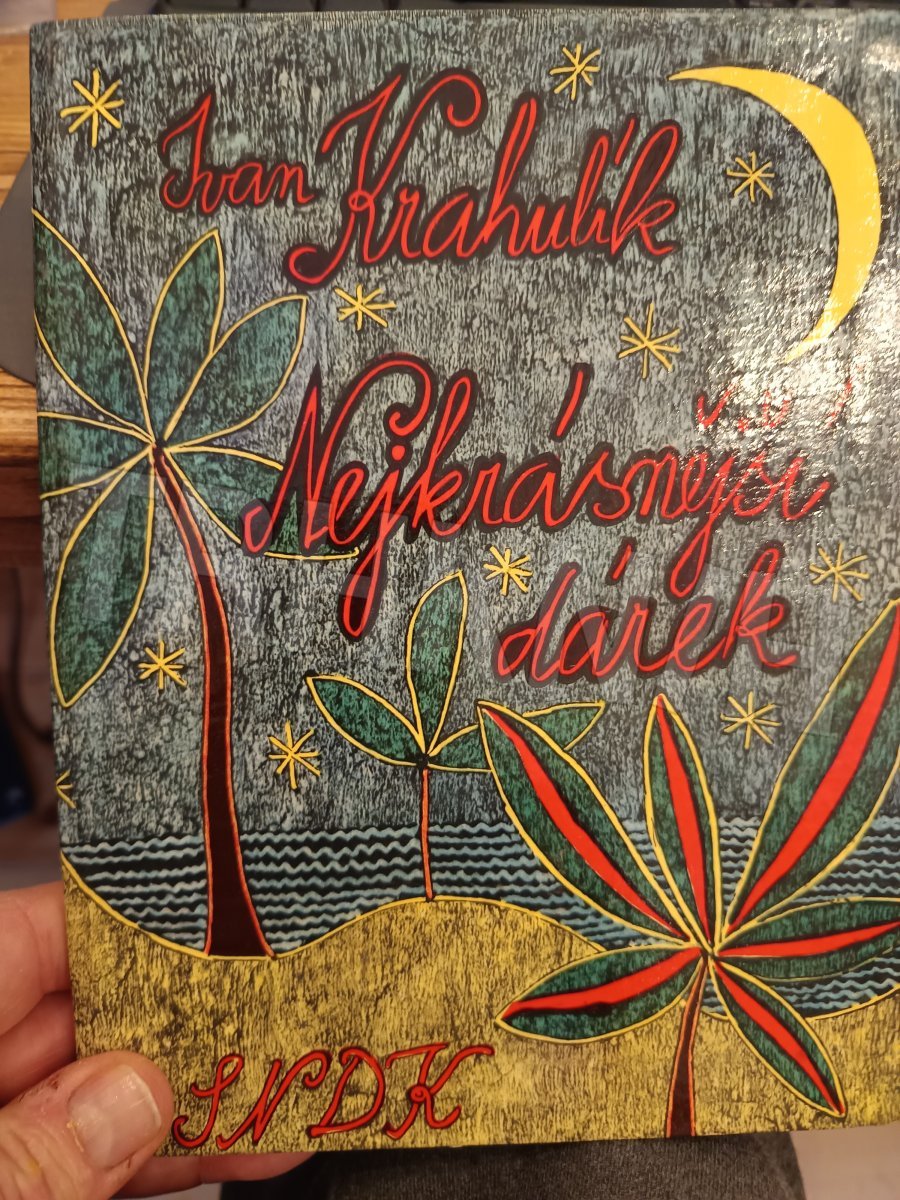 Ivan Krahulík
Nejkrásnější
dárek
SNDK